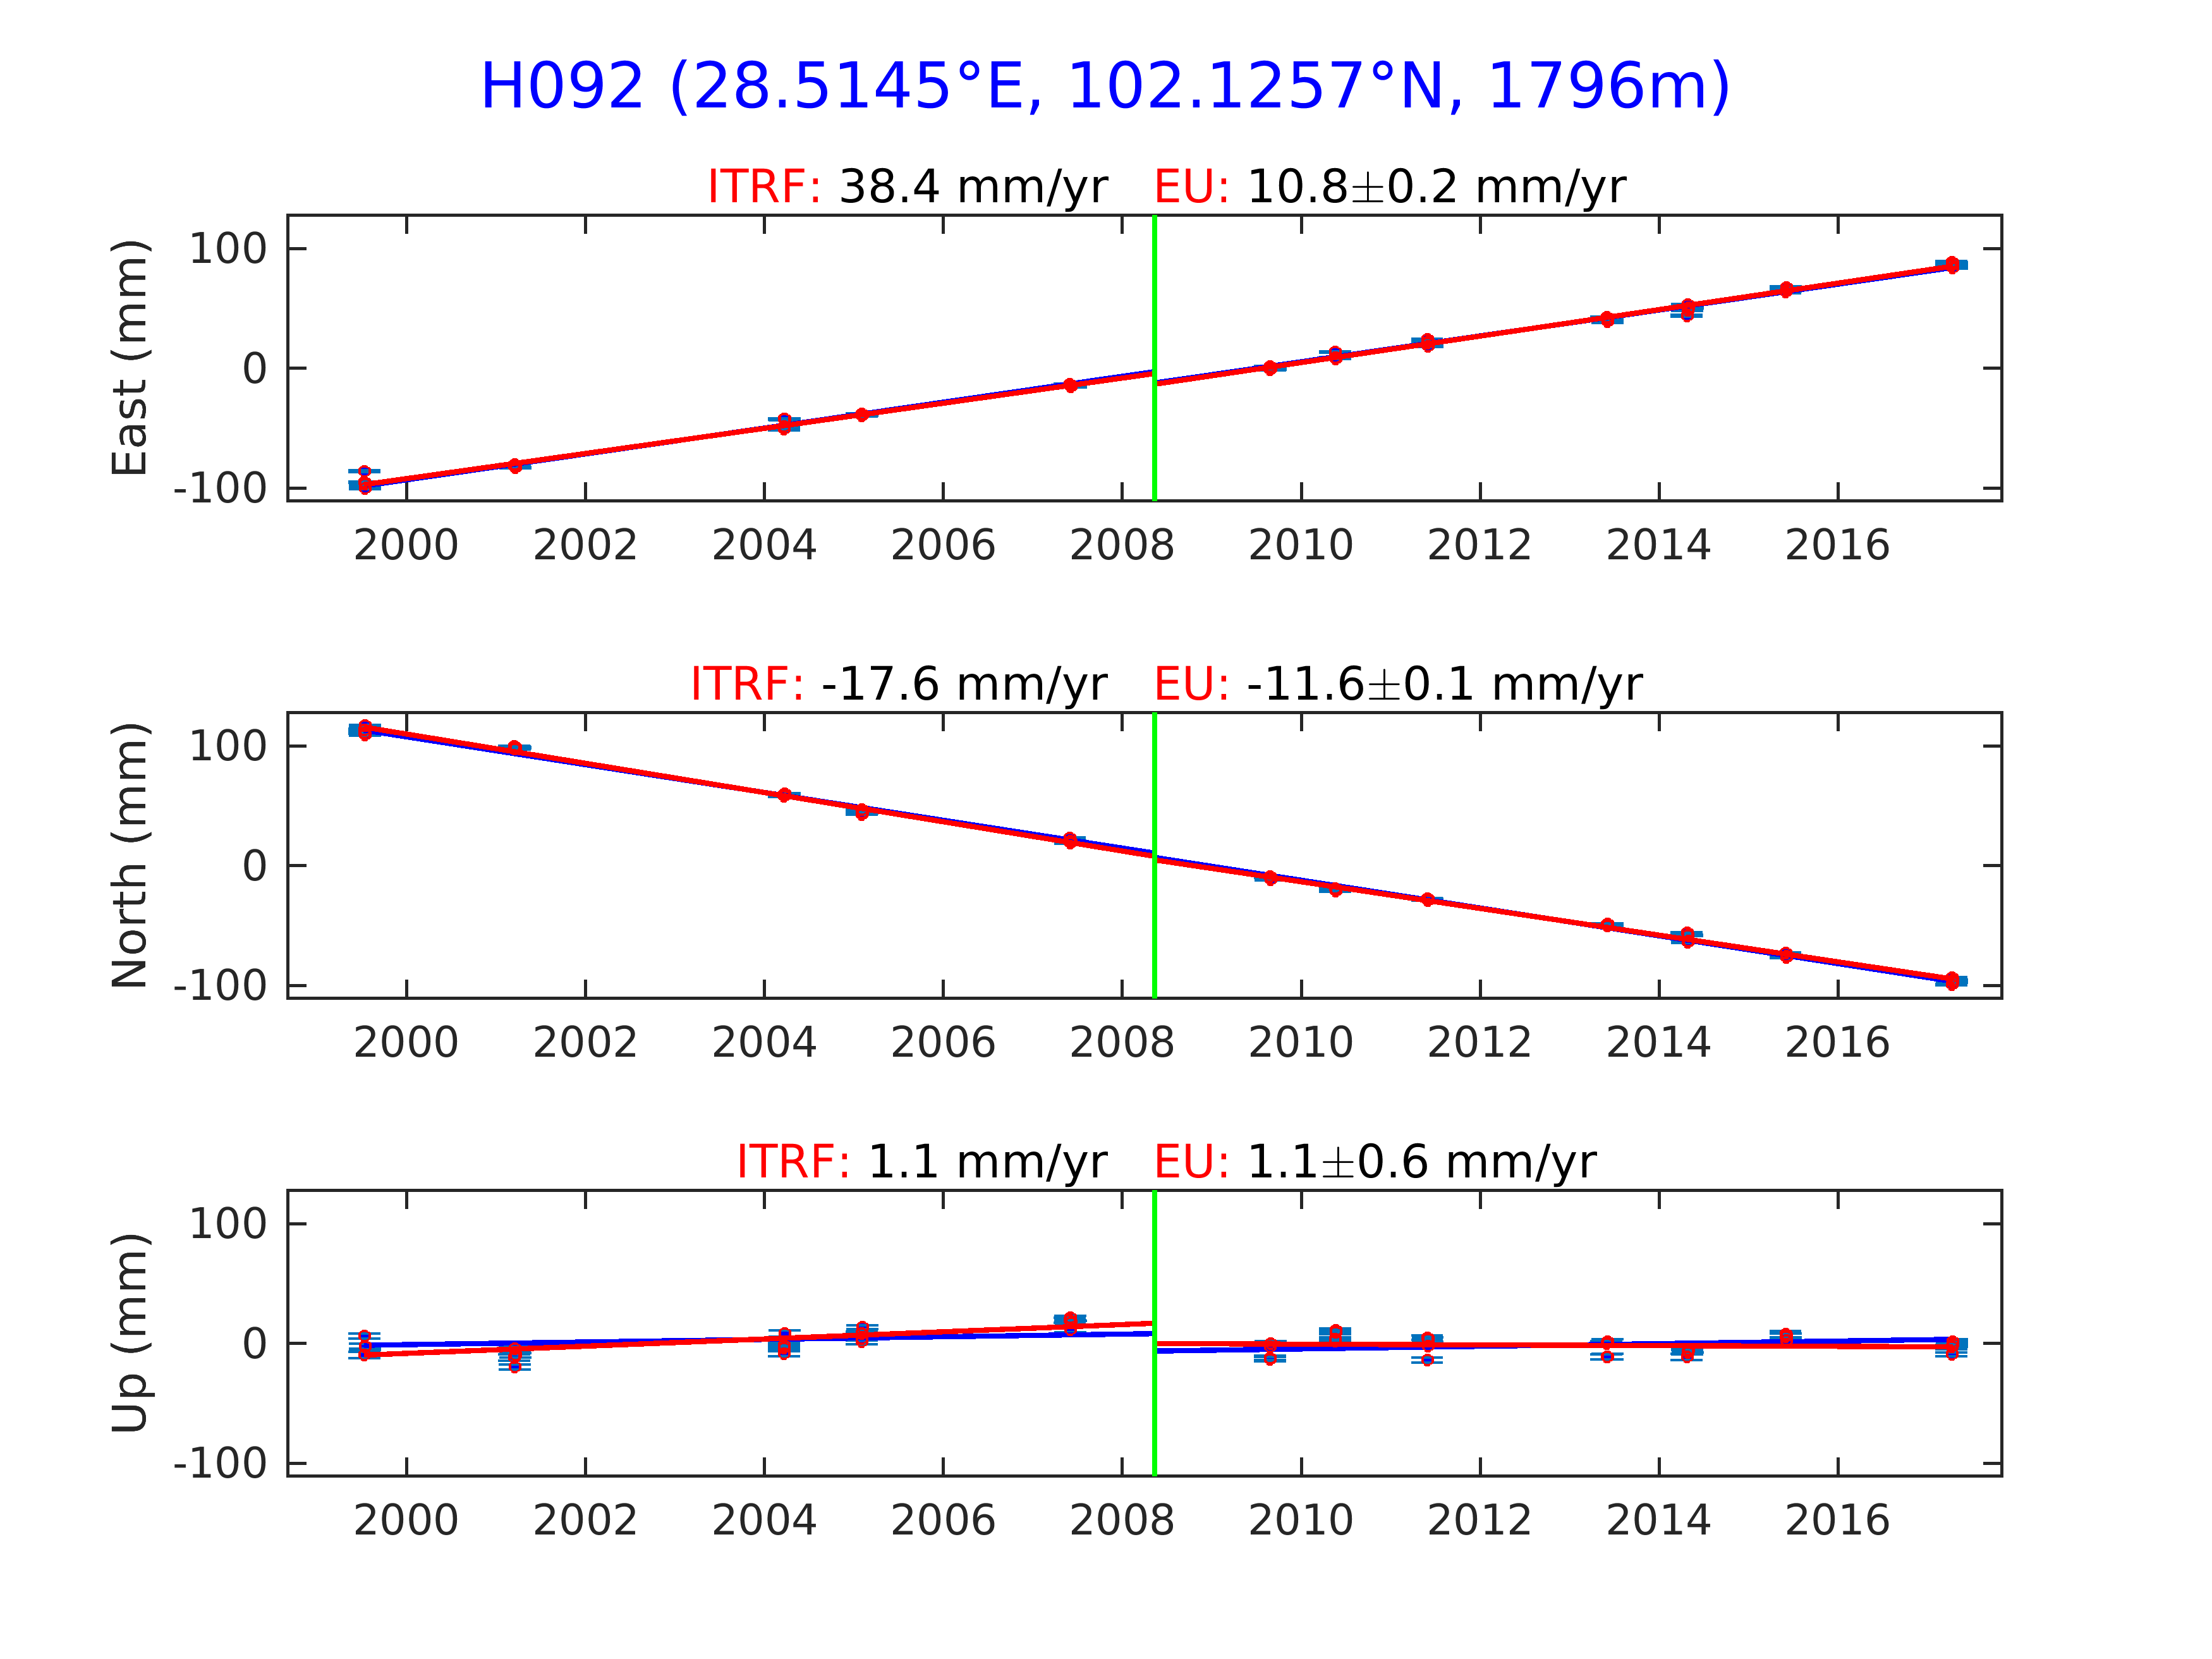 H092 (28.5145°E, 102.1257°N, 1796m)
ITRF: 38.4 mm/yr EU: 10.8±0.2 mm/yr
East (mm)
100
0
-100
2000 2002 2004 2006 2008 2010 2012 2014 2016
ITRF: -17.6 mm/yr EU: -11.6±0.1 mm/yr
North (mm)
100
0
-100
2000 2002 2004 2006 2008 2010 2012 2014 2016
ITRF: 1.1 mm/yr EU: 1.1±0.6 mm/yr
Up (mm)
100
0
-100
2000 2002 2004 2006 2008 2010 2012 2014 2016